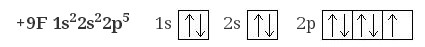 +9F 1s²2s²2p⁵ 1s ↑↓ 2s ↑↓ 2p ↑↓ ↑↓ ↑